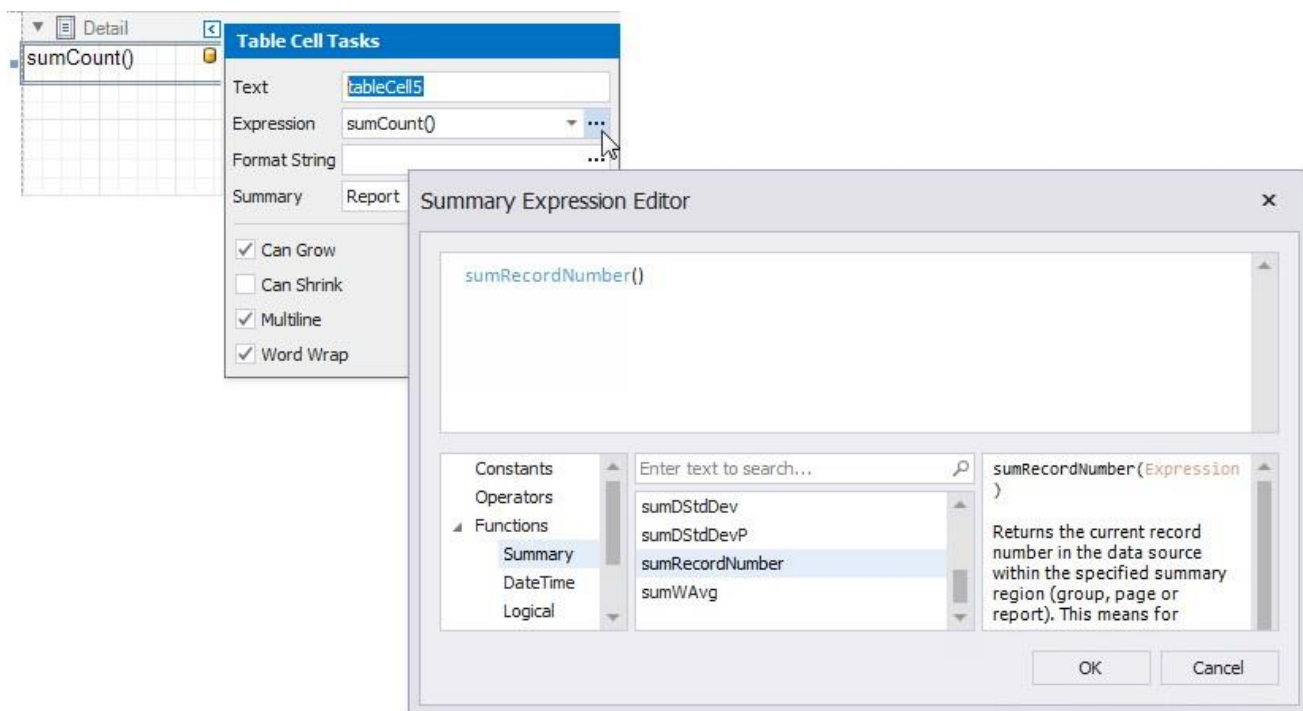 Detail
sumCount()
Table Cell Tasks
Text tableCell5
Expression sumCount() ...
Format String ...
Summary Report
Can Grow
Can Shrink
Multiline
Word Wrap
Summary Expression Editor
sumRecordNumber()
Constants
Operators
Functions
Summary
DateTime
Logical
Enter text to search...
sumDStdDev
sumDStdDevP
sumRecordNumber
sumWAvg
sumRecordNumber(Expression
)
Returns the current record
number in the data source
within the specified summary
region (group, page or
report). This means for
OK Cancel